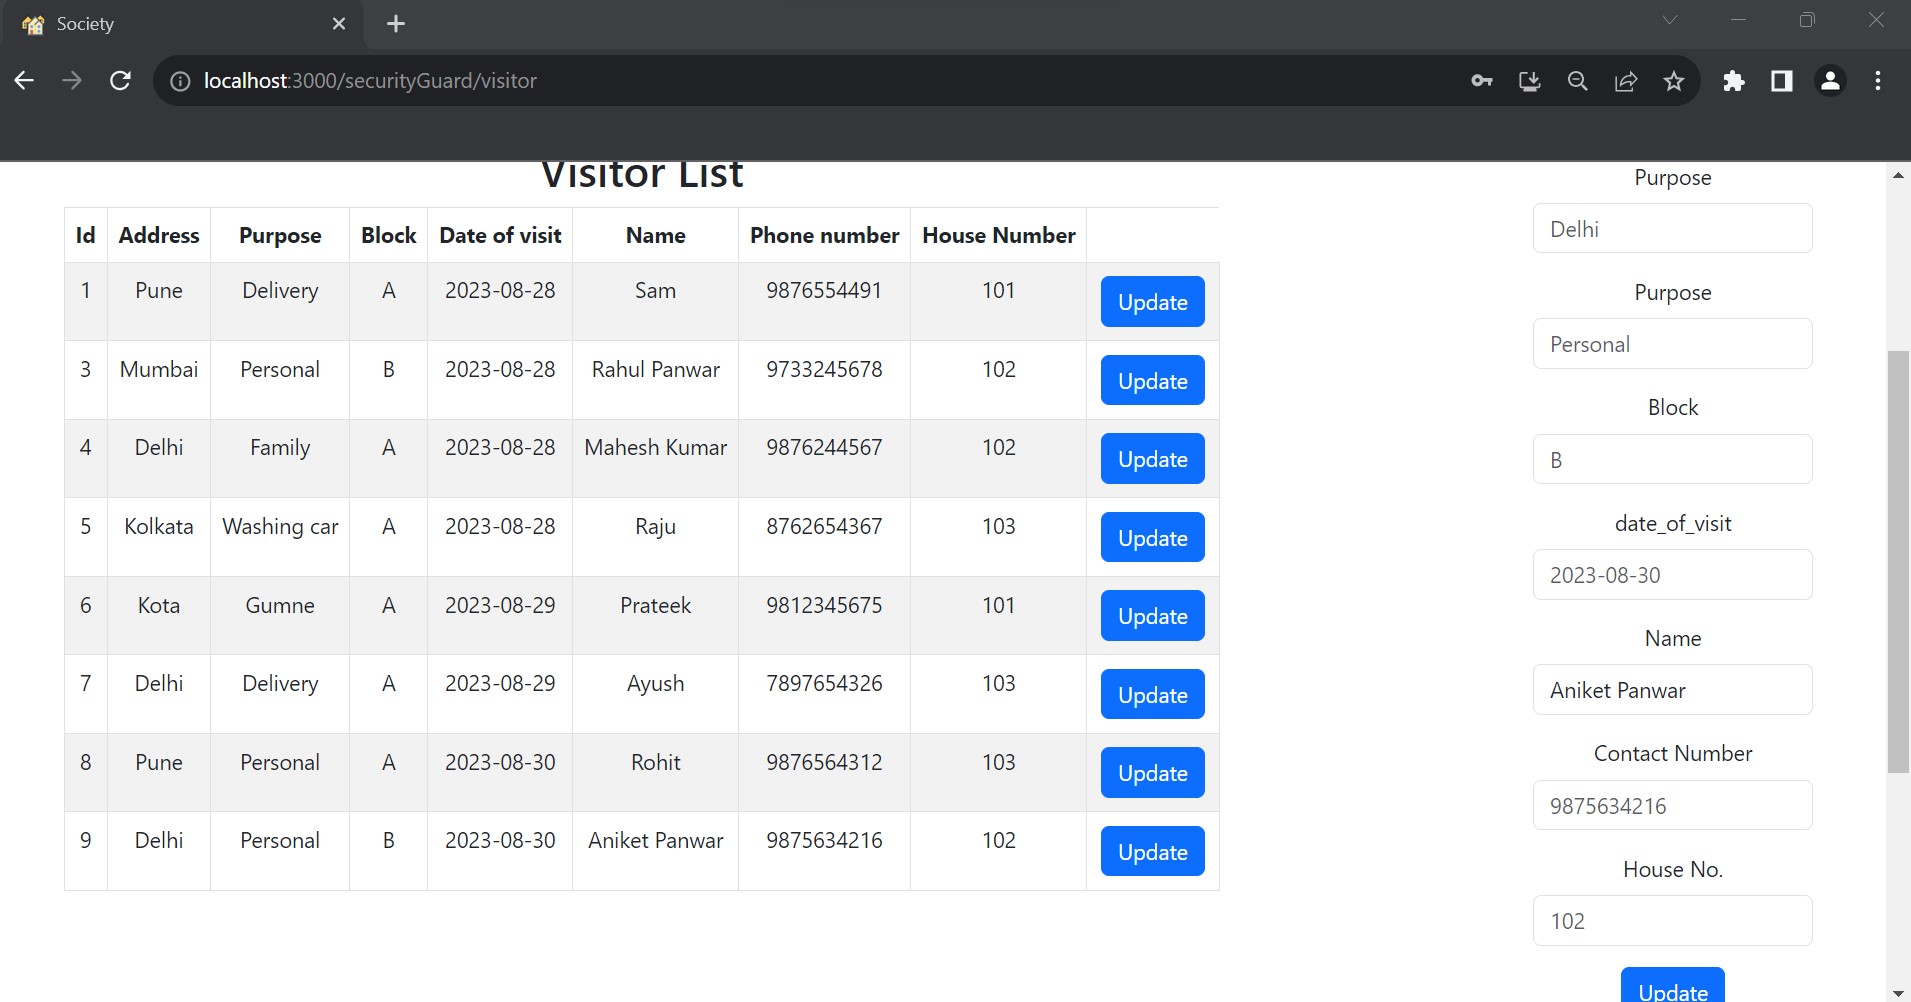 Society
localhost:3000/securityGuard/visitor
Visitor List
Id Address Purpose Block Date of visit Name Phone number House Number
1 Pune Delivery A 2023-08-28 Sam 9876554491 101 Update
3 Mumbai Personal B 2023-08-28 Rahul Panwar 9733245678 102 Update
4 Delhi Family A 2023-08-28 Mahesh Kumar 9876244567 102 Update
5 Kolkata Washing car A 2023-08-28 Raju 8762654367 103 Update
6 Kota Gumne A 2023-08-29 Prateek 9812345675 101 Update
7 Delhi Delivery A 2023-08-29 Ayush 7897654326 103 Update
8 Pune Personal A 2023-08-30 Rohit 9876564312 103 Update
9 Delhi Personal B 2023-08-30 Aniket Panwar 9875634216 102 Update
Purpose
Delhi
Purpose
Personal
Block
B
date_of_visit
2023-08-30
Name
Aniket Panwar
Contact Number
9875634216
House No.
102
Update